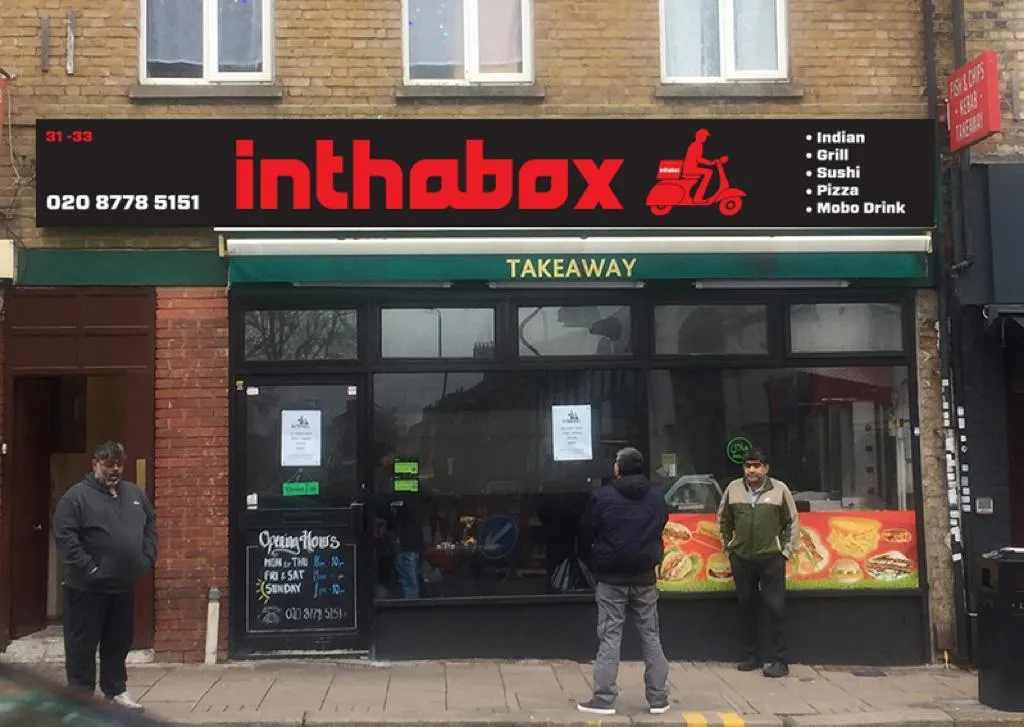 31 -33
020 8778 5151
inthabox
inthabox
• Indian
• Grill
• Sushi
• Pizza
• Mobo Drink
FISH & CHIPS
- KEBAB -
TAKEAWAY
TAKEAWAY
Opening Hours
MON to THU
FRI & SAT
SUNDAY
020 8778 5151